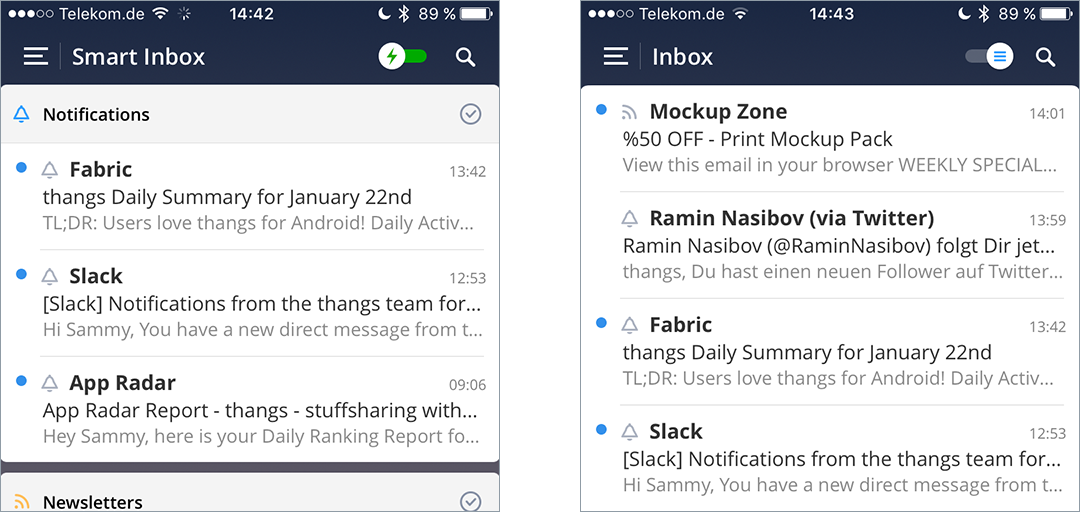 Telekom.de 14:42 89 %
Smart Inbox
Notifications
Fabric 13:42
thangs Daily Summary for January 22nd
TL;DR: Users love thangs for Android! Daily Activ...
Slack 12:53
[Slack] Notifications from the thangs team for...
Hi Sammy, You have a new direct message from t...
App Radar 09:06
App Radar Report - thangs - stuffsharing with...
Hey Sammy, here is your Daily Ranking Report fo...
Newsletters
Telekom.de 14:43 89 %
Inbox
Mockup Zone 14:01
%50 OFF - Print Mockup Pack
View this email in your browser WEEKLY SPECIAL...
Ramin Nasibov (via Twitter) 13:59
Ramin Nasibov (@RaminNasibov) folgt Dir jet...
thangs, Du hast einen neuen Follower auf Twitter...
Fabric 13:42
thangs Daily Summary for January 22nd
TL;DR: Users love thangs for Android! Daily Activ...
Slack 12:53
[Slack] Notifications from the thangs team for...
Hi Sammy, You have a new direct message from t...